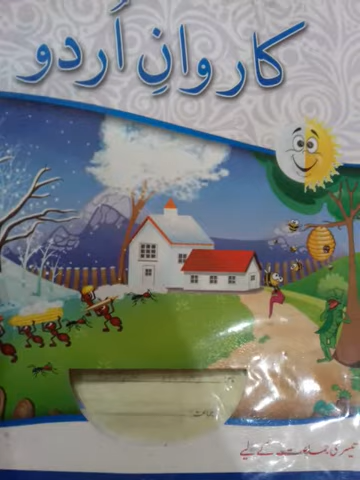 کاروانِ اُردو
تیسری جماعت کے لیے